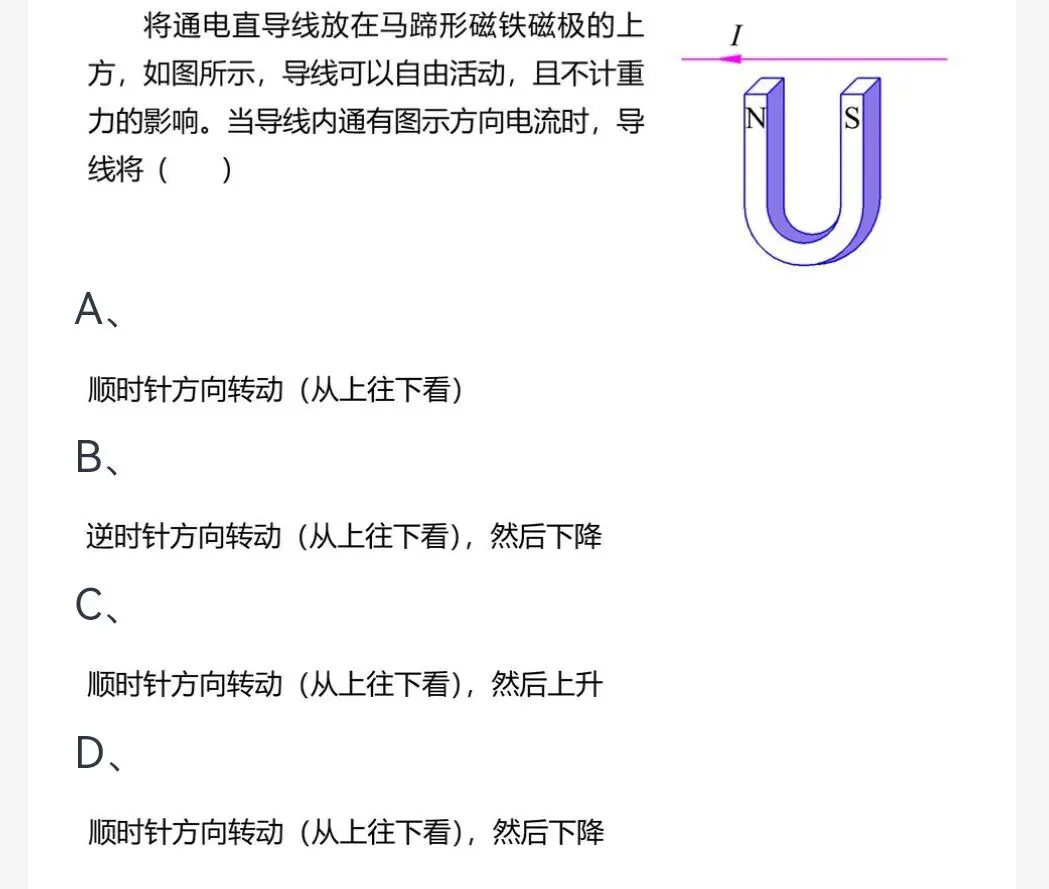 将通电直导线放在马蹄形磁铁磁极的上
方，如图所示，导线可以自由活动，且不计重
力的影响。当导线内通有图示方向电流时，导
线将（　　）
I
N
S
A、
顺时针方向转动（从上往下看）
B、
逆时针方向转动（从上往下看），然后下降
C、
顺时针方向转动（从上往下看），然后上升
D、
顺时针方向转动（从上往下看），然后下降